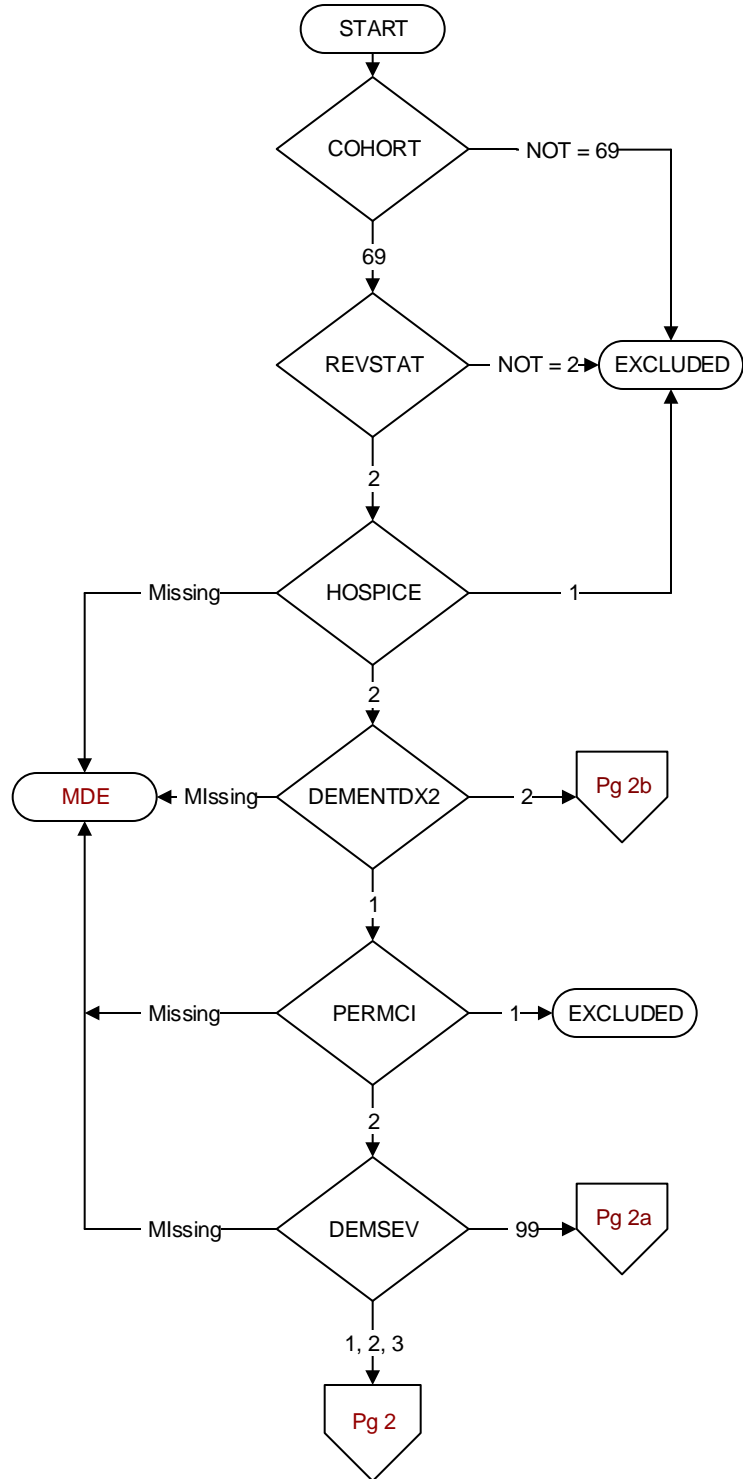 START
COHORT
NOT = 69
69
REVSTAT
NOT = 2
EXCLUDED
2
Missing
HOSPICE
1
2
MDE
MIssing
DEMENTDX2
2
Pg 2b
1
Missing
PERMCI
1
EXCLUDED
2
MIssing
DEMSEV
99
Pg 2a
1, 2, 3
Pg 2